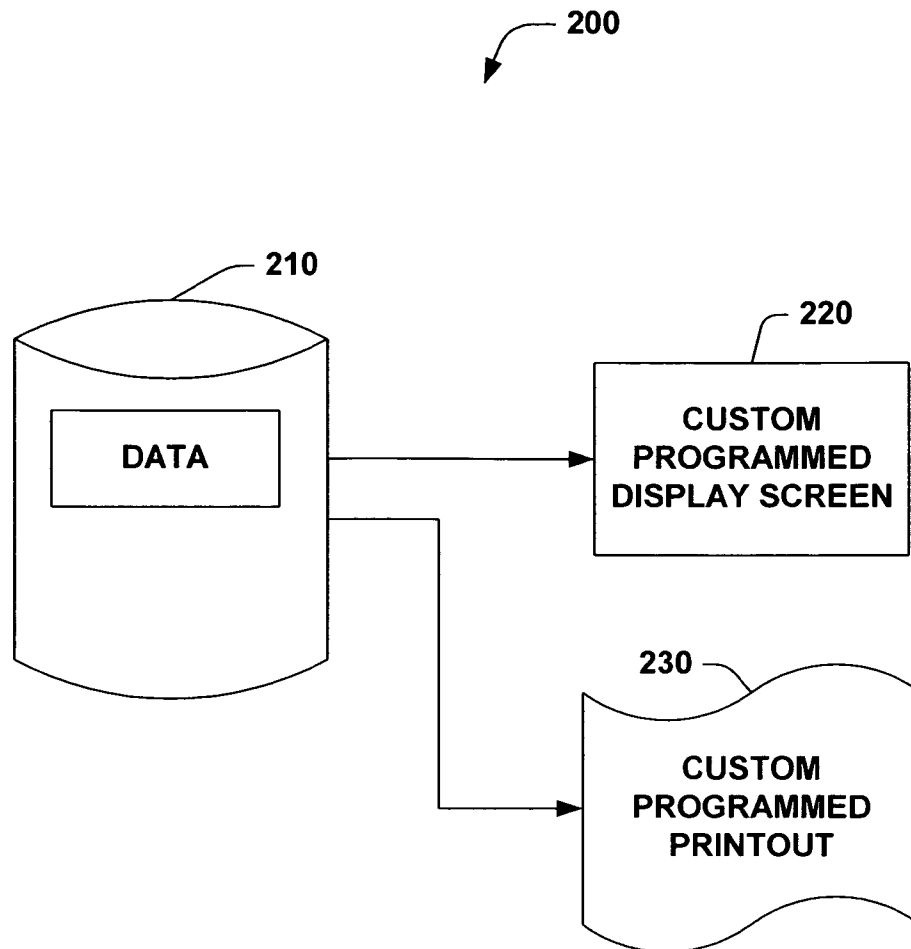 200
210
DATA
220
CUSTOM
PROGRAMMED
DISPLAY SCREEN
230
CUSTOM
PROGRAMMED
PRINTOUT